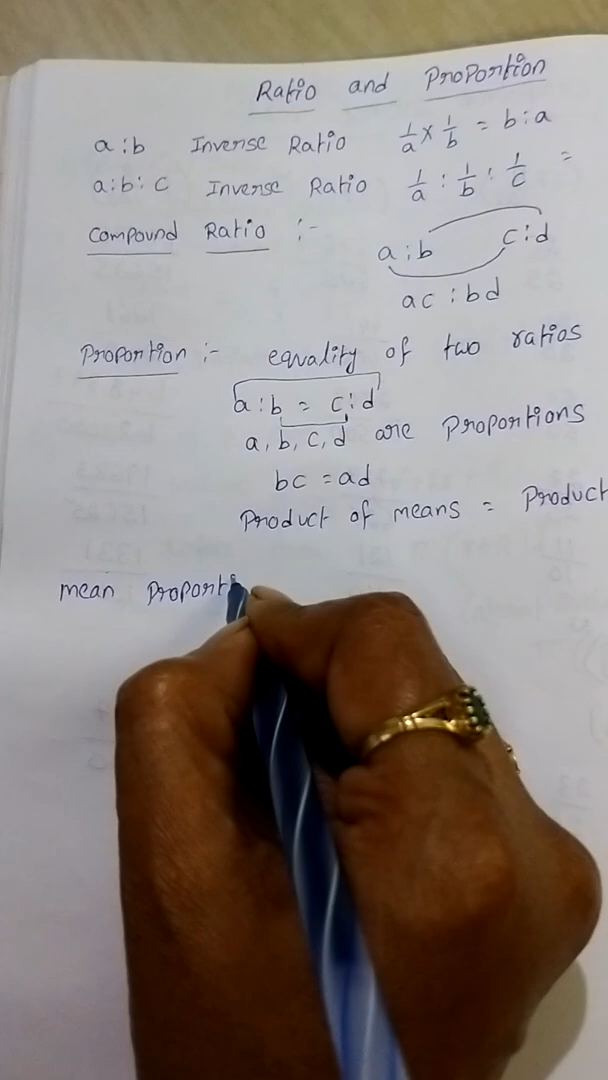 Ratio and Proportion
a:b Inverse Ratio 1/a × 1/b = b:a
a:b:c Inverse Ratio 1/a : 1/b : 1/c =
Compound Ratio :-
a:b c:d
ac : bd
Proportion :- equality of two ratios
a:b = c:d
a, b, c, d are Proportions
bc = ad
Product of means = Product
mean Proporti